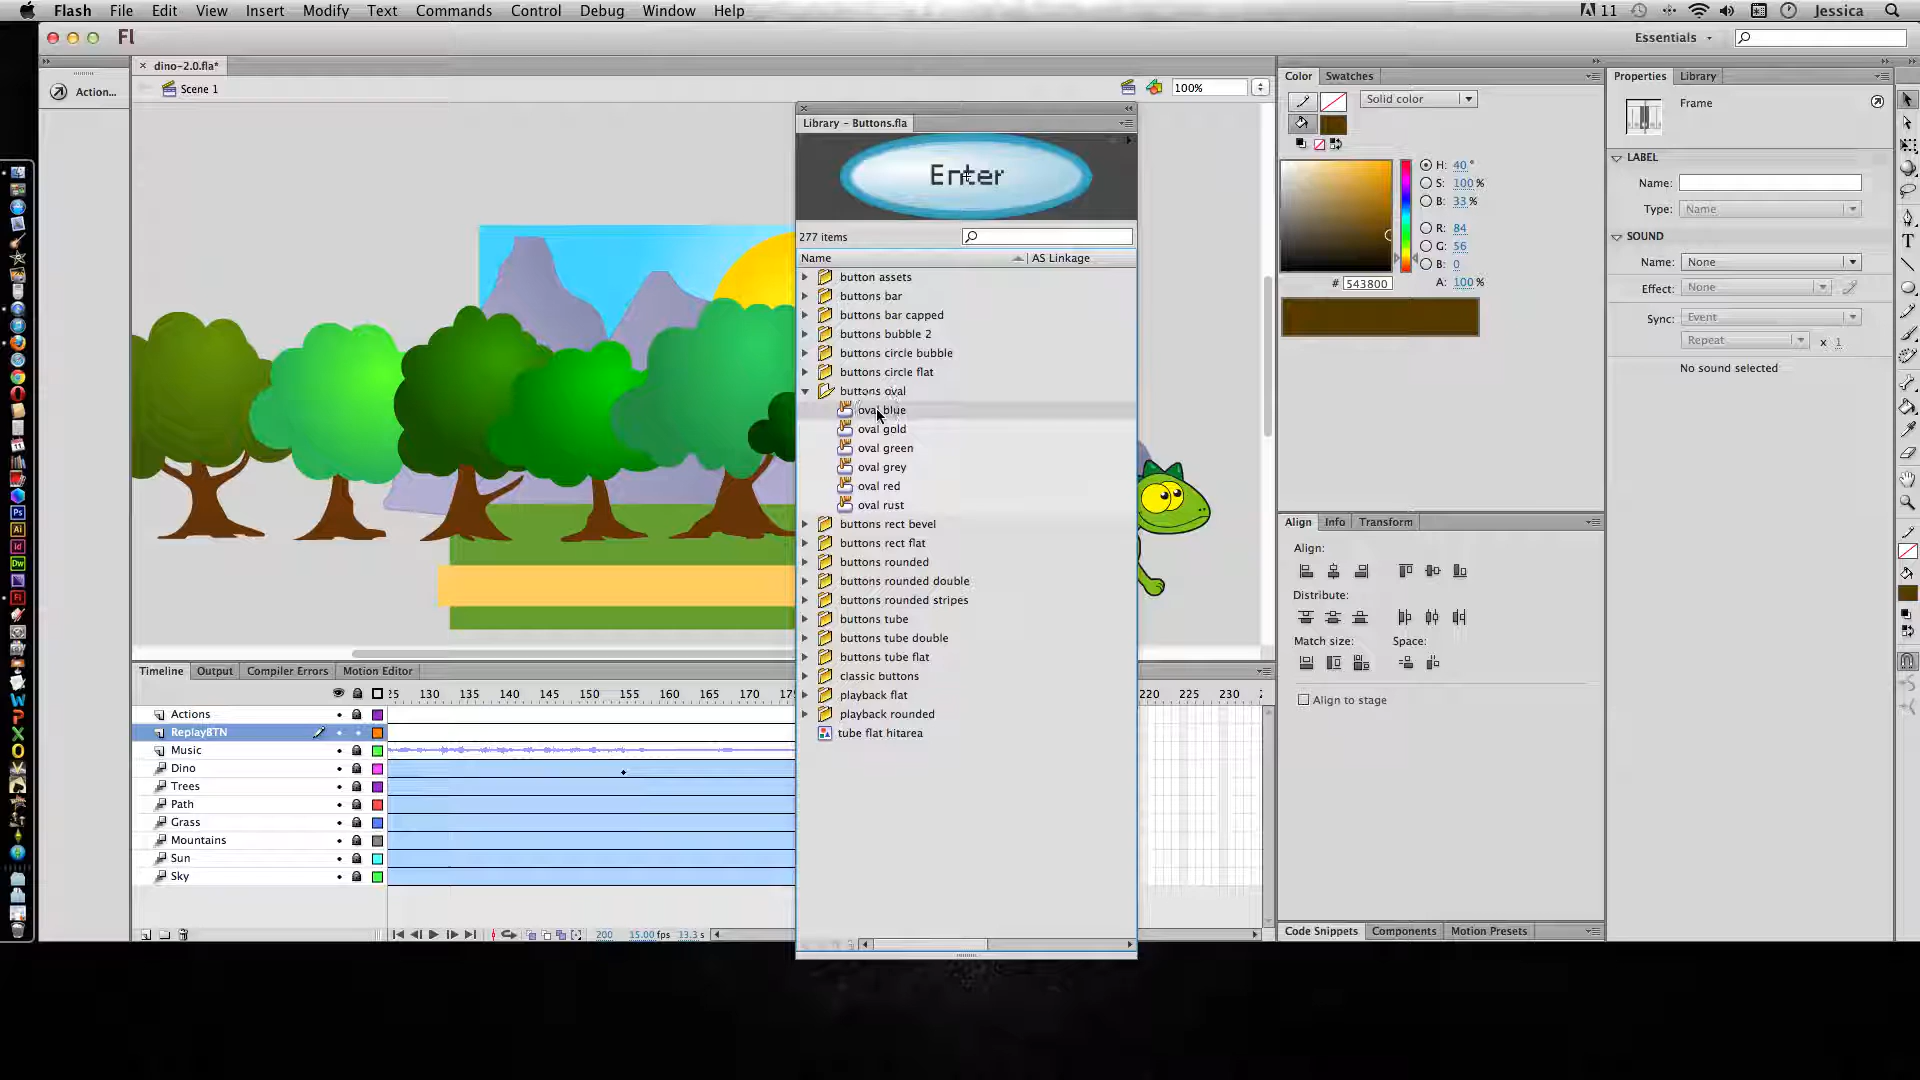 Flash File Edit View Insert Modify Text Commands Control Debug Window Help 11 Jessica
Fl Essentials
dino-2.0.fla*
Action...
Scene 1 100%
Library - Buttons.fla
Enter
277 items
Name AS Linkage
button assets
buttons bar
buttons bar capped
buttons bubble 2
buttons circle bubble
buttons circle flat
buttons oval
oval blue
oval gold
oval green
oval grey
oval red
oval rust
buttons rect bevel
buttons rect flat
buttons rounded
buttons rounded double
buttons rounded stripes
buttons tube
buttons tube double
buttons tube flat
classic buttons
playback flat
playback rounded
tube flat hitarea
Color Swatches
Solid color
H: 40 °
S: 100 %
B: 33 %
R: 84
G: 56
B: 0
# 543800 A: 100 %
Align Info Transform
Align:
Distribute:
Match size: Space:
Align to stage
Code Snippets Components Motion Presets
Properties Library
Frame
LABEL
Name:
Type: Name
SOUND
Name: None
Effect: None
Sync: Event
Repeat x 1
No sound selected
Timeline Output Compiler Errors Motion Editor
130 135 140 145 150 155 160 165 170 220 225 230
Actions
ReplayBTN
Music
Dino
Trees
Path
Grass
Mountains
Sun
Sky
200 15.00 fps 13.3 s
Ps
Ai
Id
Dw
Fl